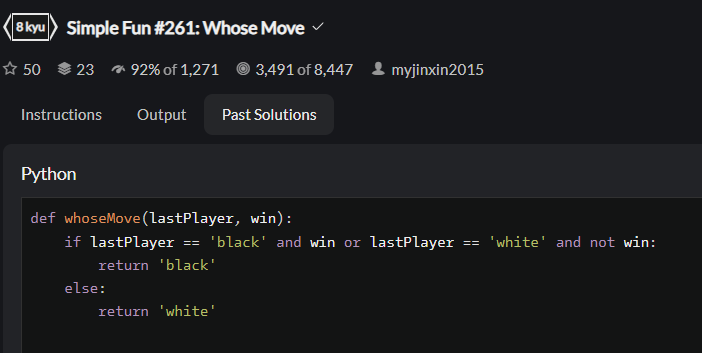 8 kyu Simple Fun #261: Whose Move
50 23 92% of 1,271 3,491 of 8,447 myjinxin2015
Instructions Output Past Solutions
Python
def whoseMove(lastPlayer, win):
    if lastPlayer == 'black' and win or lastPlayer == 'white' and not win:
        return 'black'
    else:
        return 'white'